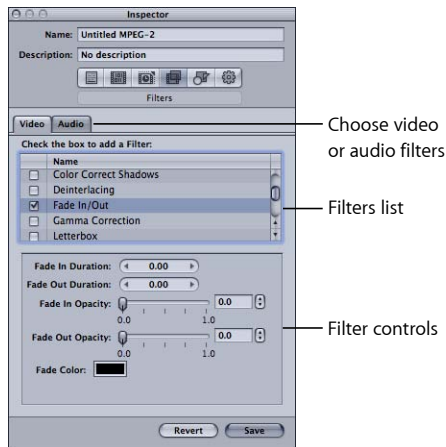 Inspector
Name: Untitled MPEG-2
Description: No description
Filters
Video Audio
Choose video
or audio filters
Check the box to add a Filter:
Name
Color Correct Shadows
Deinterlacing
Fade In/Out
Filters list
Gamma Correction
Letterbox
Fade In Duration: 0.00
Fade Out Duration: 0.00
Fade In Opacity: 0.0
0.0 1.0
Filter controls
Fade Out Opacity: 0.0
0.0 1.0
Fade Color:
Revert Save